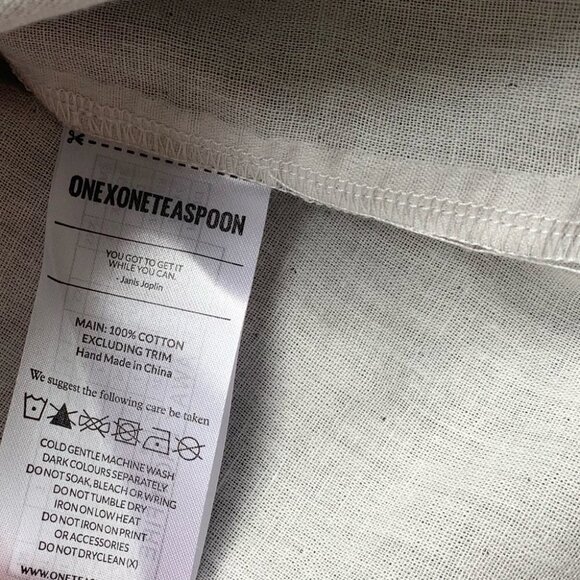 ONEXONETEASPOON
YOU GOT TO GET IT
WHILE YOU CAN.
- Janis Joplin
MAIN: 100% COTTON
EXCLUDING TRIM
Hand Made in China
We suggest the following care be taken
COLD GENTLE MACHINE WASH
DARK COLOURS SEPARATELY.
DO NOT SOAK, BLEACH OR WRING
DO NOT TUMBLE DRY
IRON ON LOW HEAT
DO NOT IRON ON PRINT
OR ACCESSORIES
DO NOT DRYCLEAN (X)